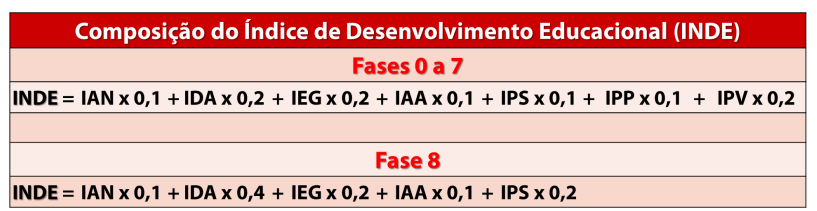 Composição do Índice de Desenvolvimento Educacional (INDE)
Fases 0 a 7
INDE = IAN x 0,1 + IDA x 0,2 + IEG x 0,2 + IAA x 0,1 + IPS x 0,1 + IPP x 0,1 + IPV x 0,2
Fase 8
INDE = IAN x 0,1 + IDA x 0,4 + IEG x 0,2 + IAA x 0,1 + IPS x 0,2